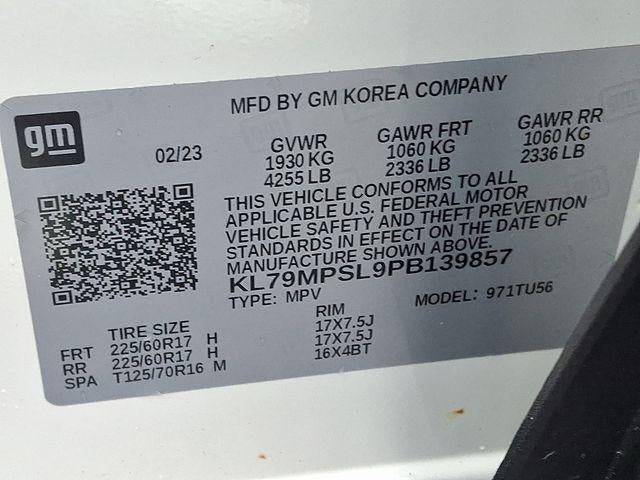 MFD BY GM KOREA COMPANY
gm
02/23
GVWR
1930 KG
4255 LB
GAWR FRT
1060 KG
2336 LB
GAWR RR
1060 KG
2336 LB
THIS VEHICLE CONFORMS TO ALL
APPLICABLE U.S. FEDERAL MOTOR
VEHICLE SAFETY AND THEFT PREVENTION
STANDARDS IN EFFECT ON THE DATE OF
MANUFACTURE SHOWN ABOVE.
KL79MPSL9PB139857
TYPE: MPV MODEL: 971TU56
TIRE SIZE RIM
FRT 225/60R17 H 17X7.5J
RR 225/60R17 H 17X7.5J
SPA T125/70R16 M 16X4BT